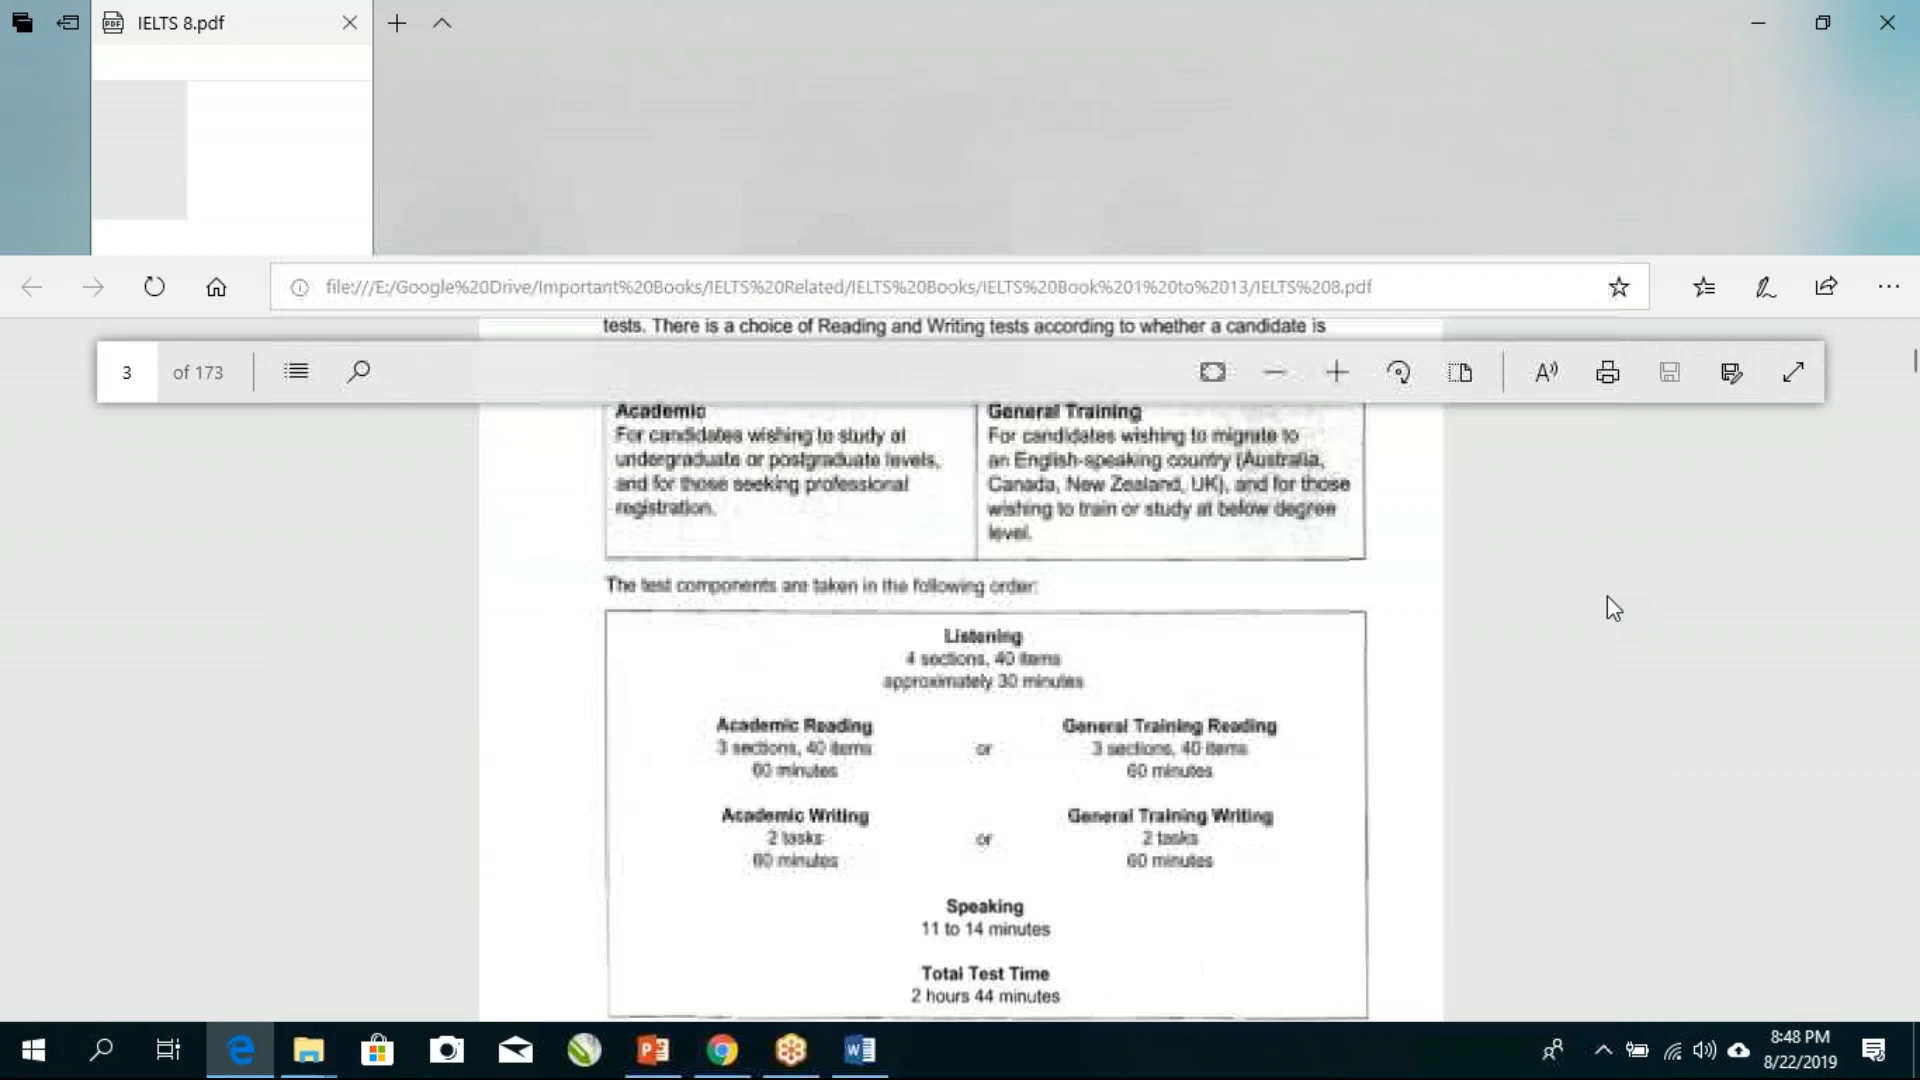 IELTS 8.pdf
file:///E:/Google%20Drive/Important%20Books/IELTS%20Related/IELTS%20Books/IELTS%20Book%201%20to%2013/IELTS%208.pdf
tests. There is a choice of Reading and Writing tests according to whether a candidate is
3 of 173
Academic
For candidates wishing to study at
undergraduate or postgraduate levels,
and for those seeking professional
registration.
General Training
For candidates wishing to migrate to
an English-speaking country (Australia,
Canada, New Zealand, UK), and for those
wishing to train or study at below degree
level.
The test components are taken in the following order:
Listening
4 sections, 40 items
approximately 30 minutes
Academic Reading
3 sections, 40 items
60 minutes
or
General Training Reading
3 sections, 40 items
60 minutes
Academic Writing
2 tasks
60 minutes
or
General Training Writing
2 tasks
60 minutes
Speaking
11 to 14 minutes
Total Test Time
2 hours 44 minutes
8:48 PM
8/22/2019